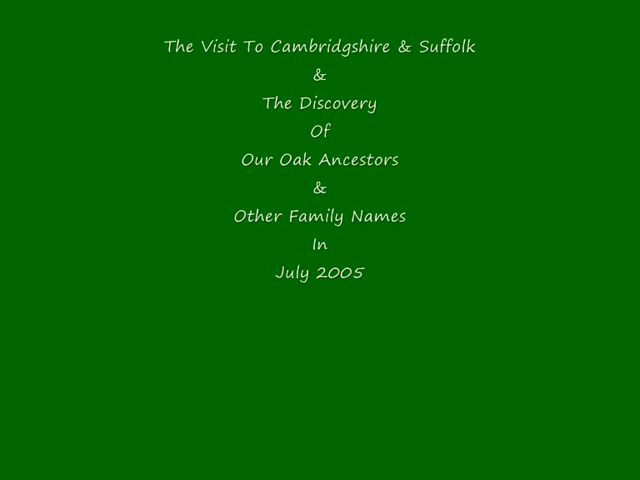 The Visit To Cambridgshire & Suffolk
&
The Discovery
Of
Our Oak Ancestors
&
Other Family Names
In
July 2005